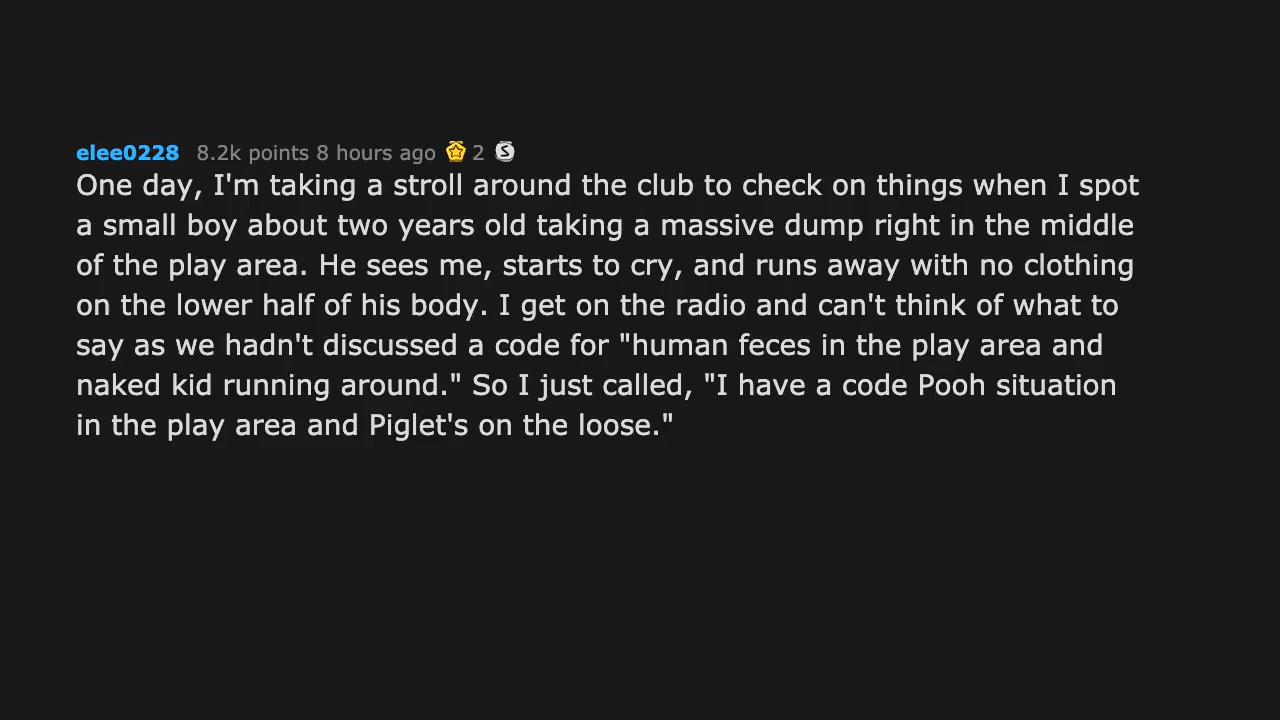 elee0228 8.2k points 8 hours ago 2 S
One day, I'm taking a stroll around the club to check on things when I spot
a small boy about two years old taking a massive dump right in the middle
of the play area. He sees me, starts to cry, and runs away with no clothing
on the lower half of his body. I get on the radio and can't think of what to
say as we hadn't discussed a code for "human feces in the play area and
naked kid running around." So I just called, "I have a code Pooh situation
in the play area and Piglet's on the loose."